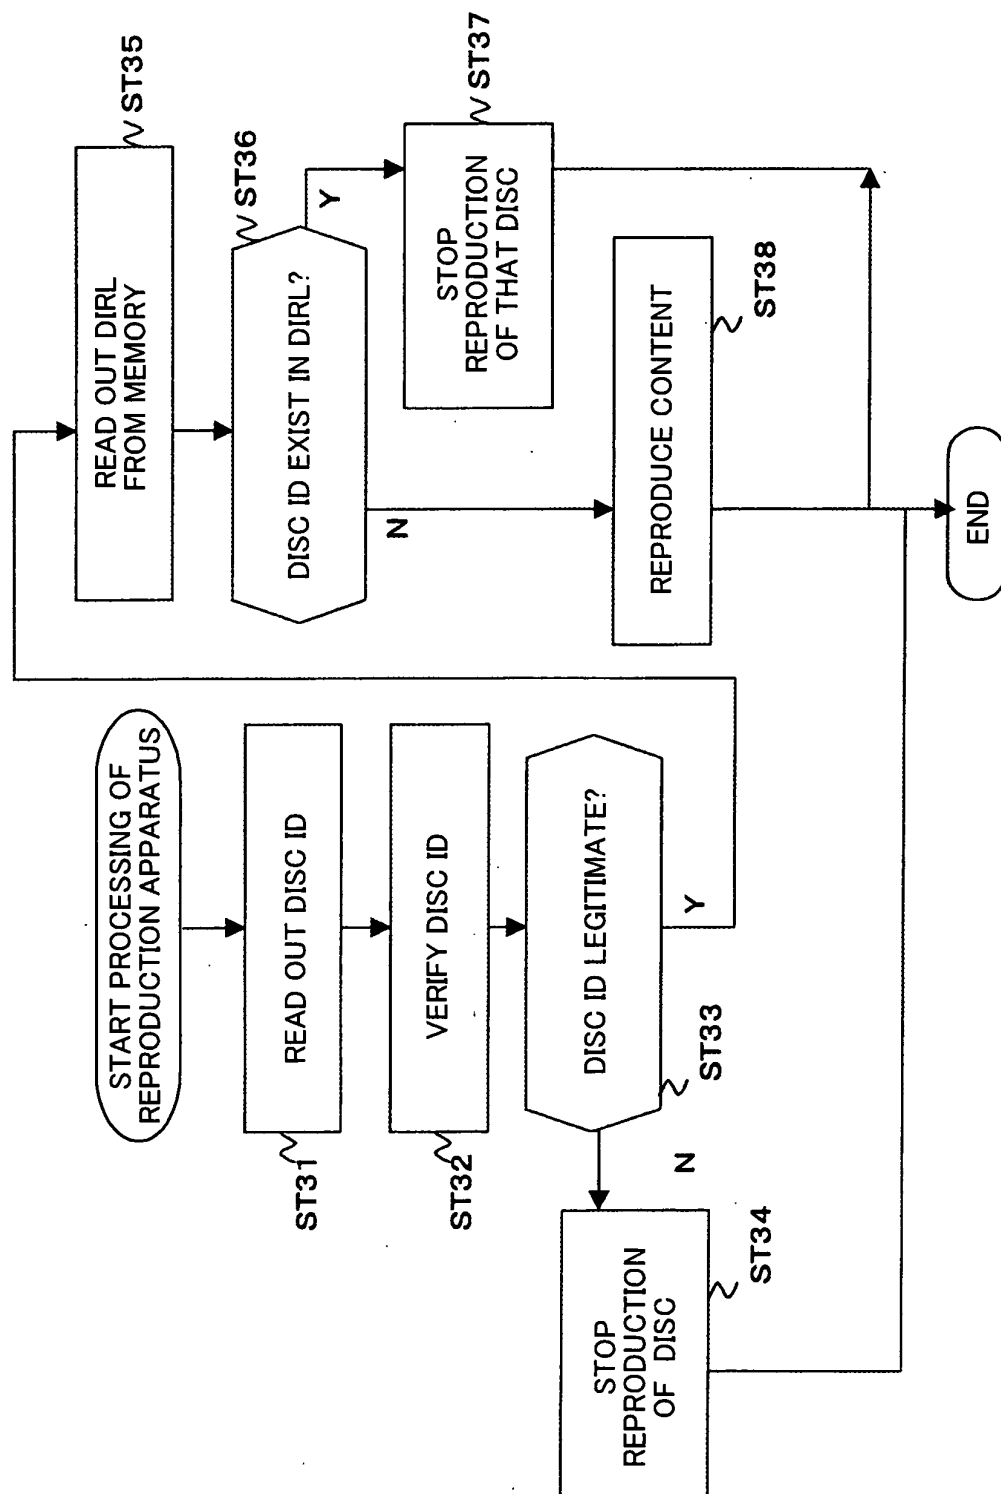 START PROCESSING OF
REPRODUCTION APPARATUS
READ OUT DISC ID
ST31
VERIFY DISC ID
ST32
DISC ID LEGITIMATE?
ST33
N
Y
STOP
REPRODUCTION
OF DISC
ST34
READ OUT DIRL
FROM MEMORY
ST35
DISC ID EXIST IN DIRL?
ST36
Y
N
STOP
REPRODUCTION
OF THAT DISC
ST37
REPRODUCE CONTENT
ST38
END